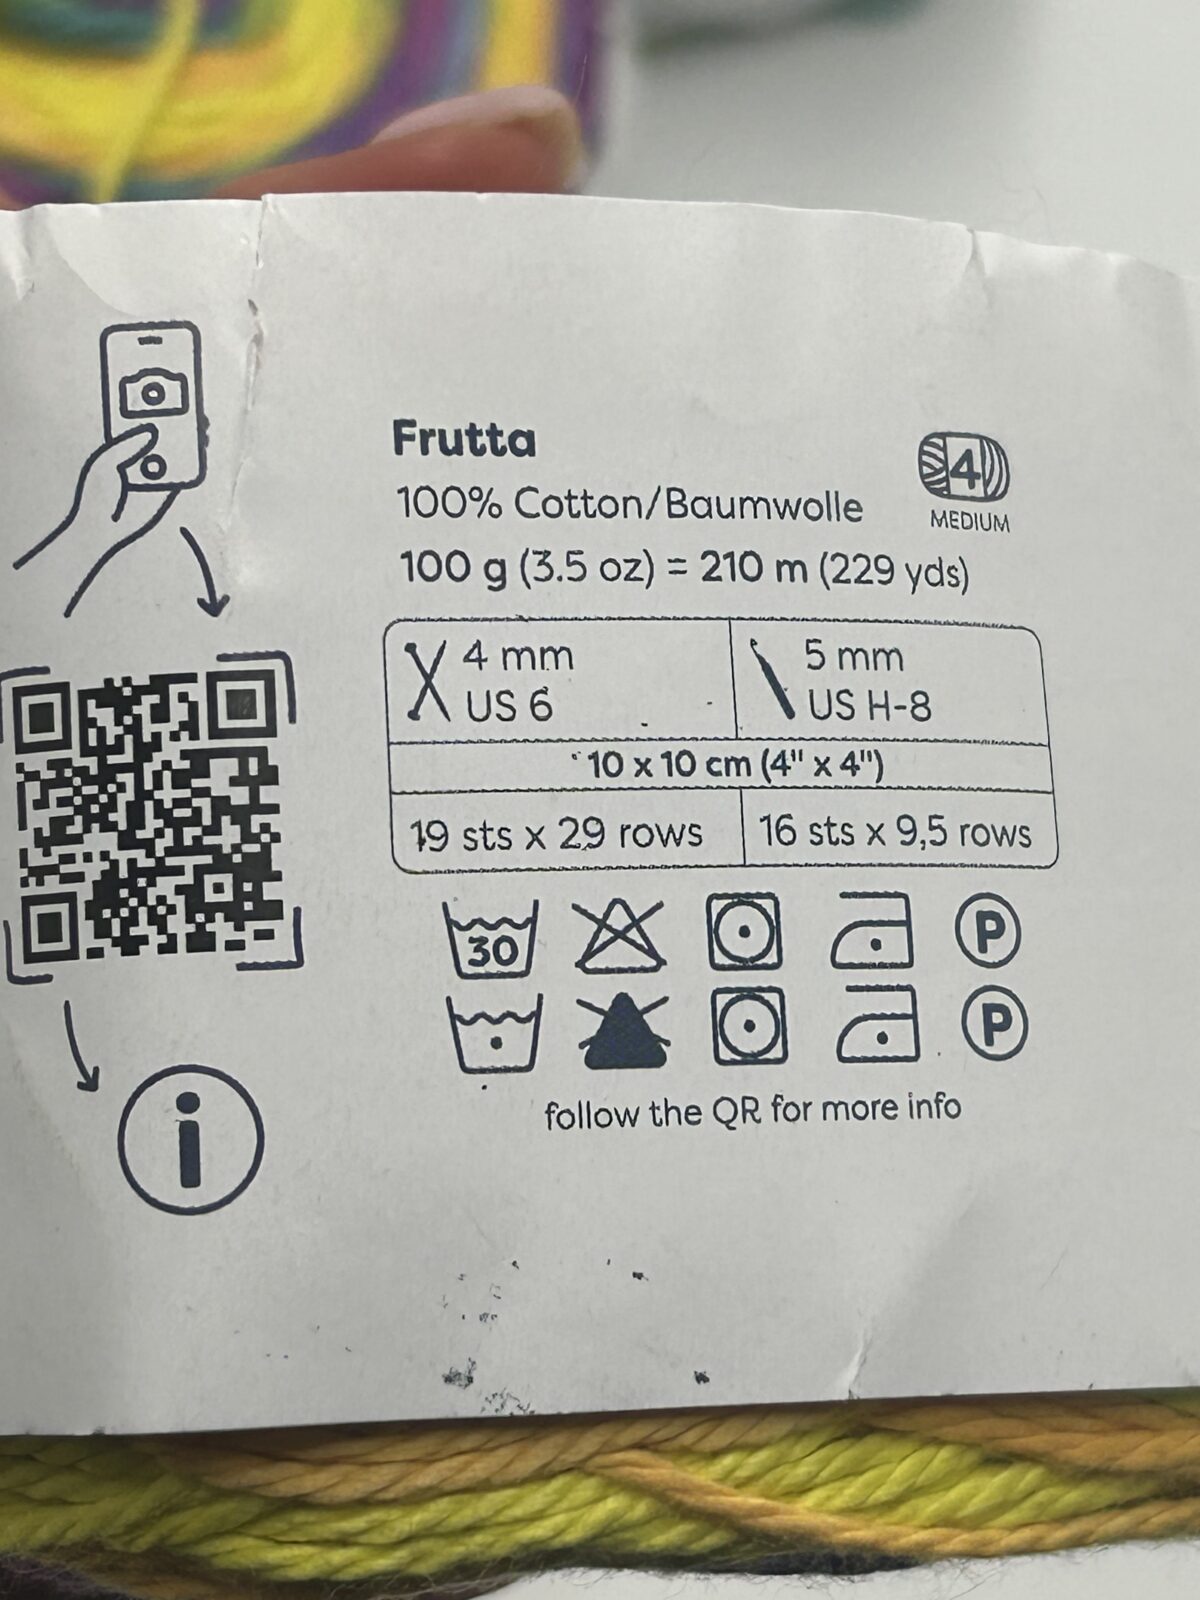 Frutta
4
MEDIUM
100% Cotton/Baumwolle
100 g (3.5 oz) = 210 m (229 yds)
4 mm
US 6
5 mm
US H-8
10 x 10 cm (4" x 4")
19 sts x 29 rows
16 sts x 9,5 rows
30
P
P
follow the QR for more info
i